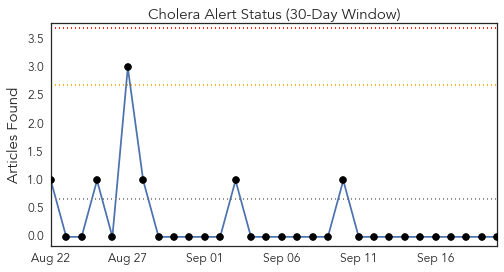 Cholera Alert Status (30-Day Window)
Articles Found
3.5
3.0
2.5
2.0
1.5
1.0
0.5
0.0
Aug 22 Aug 27 Sep 01 Sep 06 Sep 11 Sep 16